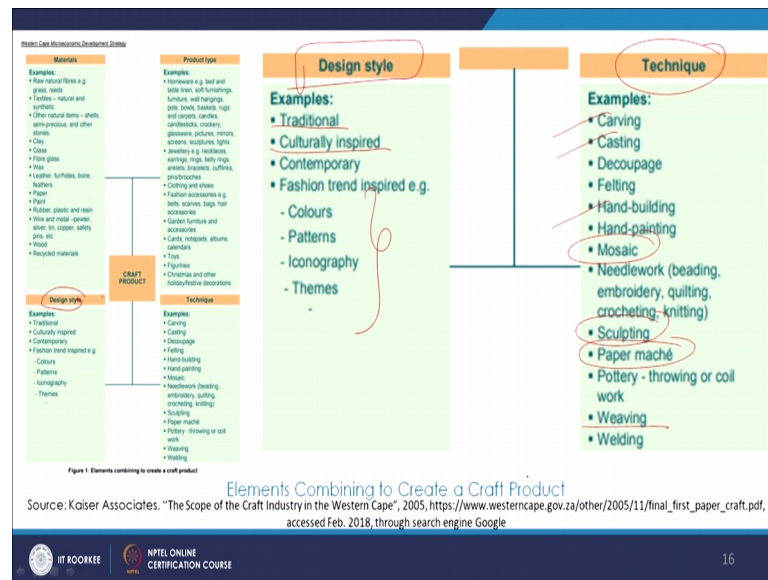 Western Cape Microeconomic Development Strategy
Materials
Examples:
• Raw natural fibres e.g.
grass, reeds
• Textiles – natural and
synthetic
• Other natural items – shells,
semi-precious, and other
stones.
• Clay
• Glass
• Fibre glass
• Wax
• Leather, fur/hides, bone,
feathers
• Paper
• Paint
• Rubber, plastic and resin
• Wire and metal –pewter,
silver, tin, copper, safety
pins, etc
• Wood
• Recycled materials
Product type
Examples:
• Homeware e.g. bed and
table linen, soft furnishings,
furniture, wall hangings,
pots, bowls, baskets, rugs
and carpets, candles,
candlesticks, crockery,
glassware, pictures, mirrors,
screens, sculptures, lights
• Jewellery e.g. necklaces,
earrings, rings, belly rings,
anklets, bracelets, cufflinks,
pins/brooches
• Clothing and shoes
• Fashion accessories e.g.
belts, scarves, bags, hair
accessories
• Garden furniture and
accessories
• Cards, notepads, albums,
calendars
• Toys
• Figurines
• Christmas and other
holiday/festive decorations
CRAFT
PRODUCT
Design style
Examples:
• Traditional
• Culturally inspired
• Contemporary
• Fashion trend inspired e.g.
- Colours
- Patterns
- Iconography
- Themes
-
Technique
Examples:
• Carving
• Casting
• Decoupage
• Felting
• Hand-building
• Hand-painting
• Mosaic
• Needlework (beading,
embroidery, quilting,
crocheting, knitting)
• Sculpting
• Paper maché
• Pottery - throwing or coil
work
• Weaving
• Welding
Figure 1: Elements combining to create a craft product
Design style
Examples:
• Traditional
• Culturally inspired
• Contemporary
• Fashion trend inspired e.g.
- Colours
- Patterns
- Iconography
- Themes
-
Technique
Examples:
• Carving
• Casting
• Decoupage
• Felting
• Hand-building
• Hand-painting
• Mosaic
• Needlework (beading,
embroidery, quilting,
crocheting, knitting)
• Sculpting
• Paper maché
• Pottery - throwing or coil
work
• Weaving
• Welding
Elements Combining to Create a Craft Product
Source: Kaiser Associates, "The Scope of the Craft Industry in the Western Cape", 2005, https://www.westerncape.gov.za/other/2005/11/final_first_paper_craft.pdf,
accessed Feb. 2018, through search engine Google
IIT ROORKEE
NPTEL ONLINE
CERTIFICATION COURSE
16